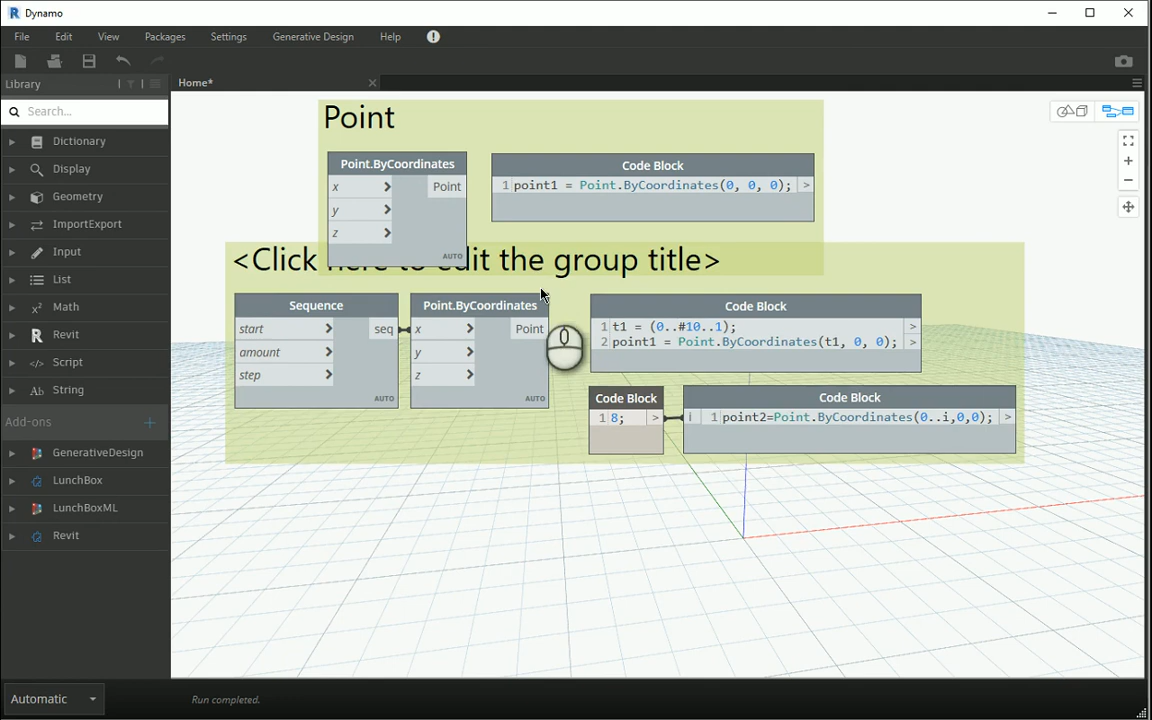 Dynamo
File Edit View Packages Settings Generative Design Help
Library
Home*
Search...
Dictionary
Display
Geometry
ImportExport
Input
List
Math
Revit
Script
String
Add-ons
GenerativeDesign
LunchBox
LunchBoxML
Revit
Point
Point.ByCoordinates
x
Point
y
z
AUTO
Code Block
1 point1 = Point.ByCoordinates(0, 0, 0); >
<Click here to edit the group title>
Sequence
start
seq
amount
step
AUTO
Point.ByCoordinates
x
Point
y
z
AUTO
Code Block
1 t1 = (0..#10..1); >
2 point1 = Point.ByCoordinates(t1, 0, 0); >
Code Block
1 8; >
Code Block
i 1 point2=Point.ByCoordinates(0..i,0,0); >
Automatic
Run completed.